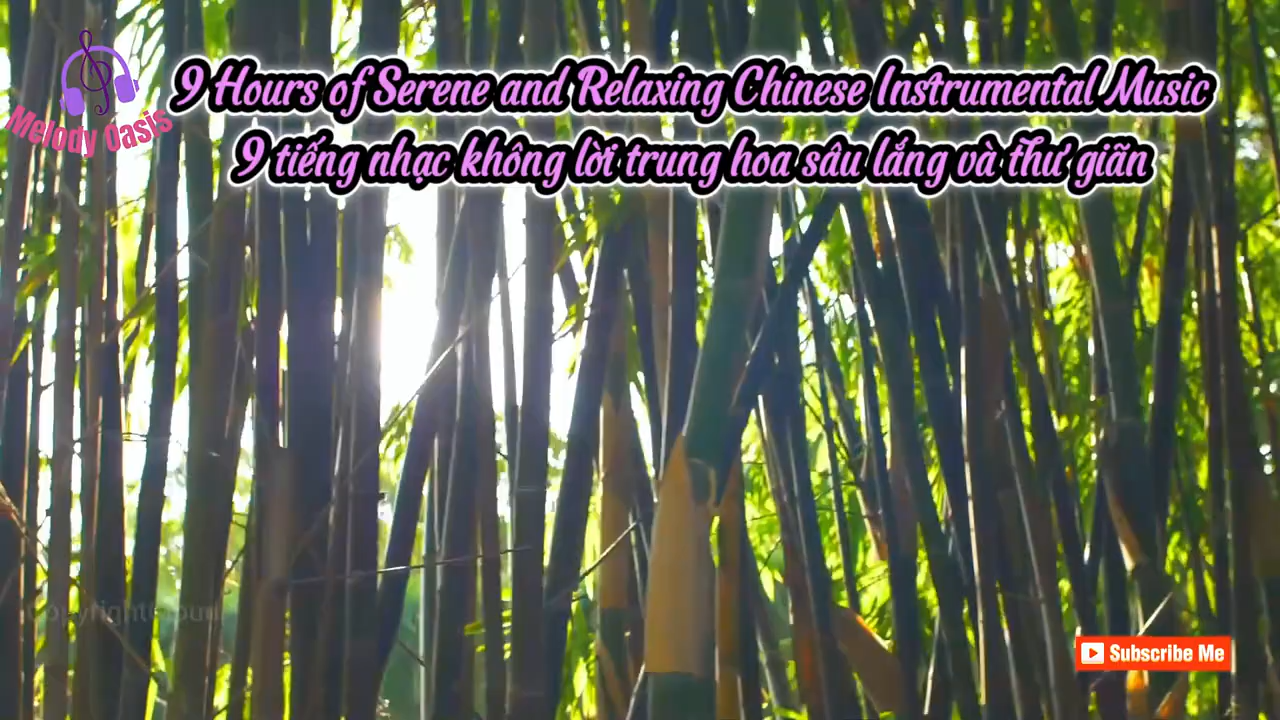 9 Hours of Serene and Relaxing Chinese Instrumental Music
9 tiếng nhạc không lời trung hoa sâu lắng và thư giãn
Melody Oasis
Subscribe Me